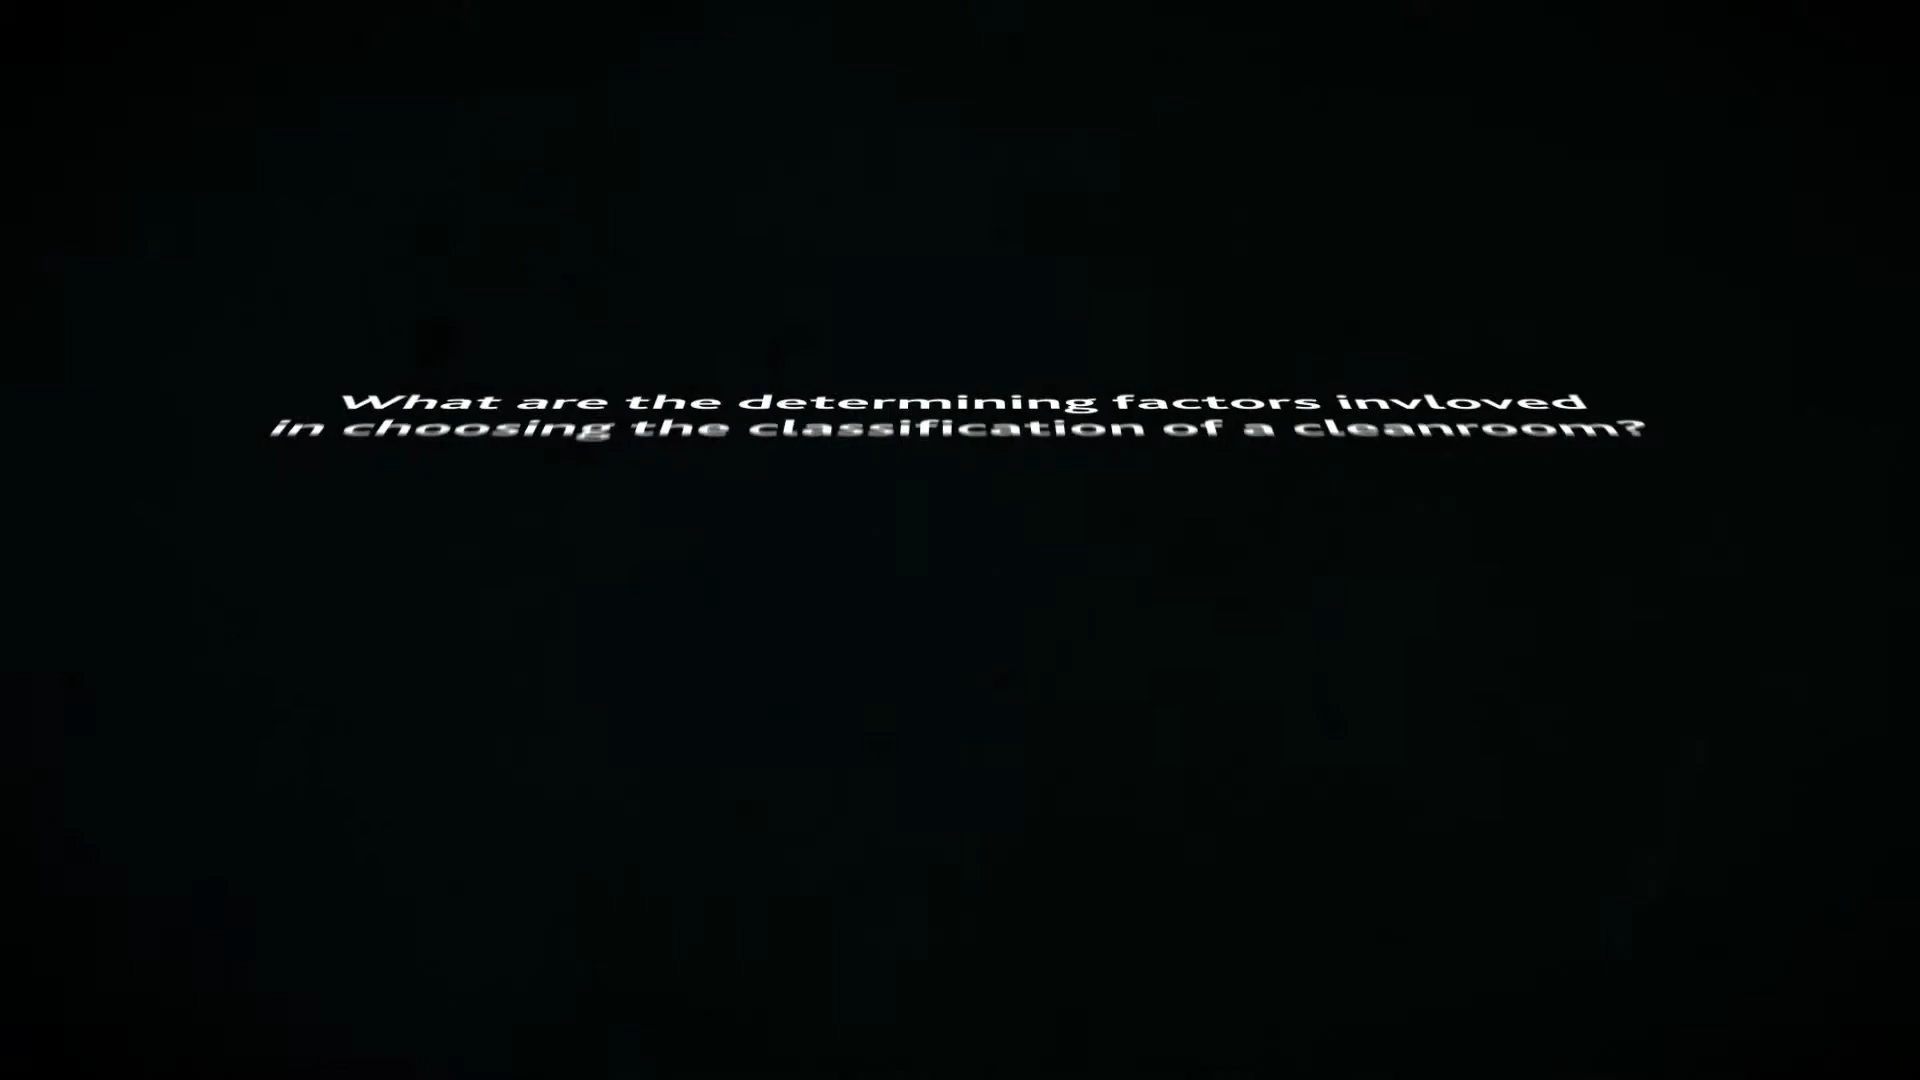 What are the determining factors invloved
in choosing the classification of a cleanroom?